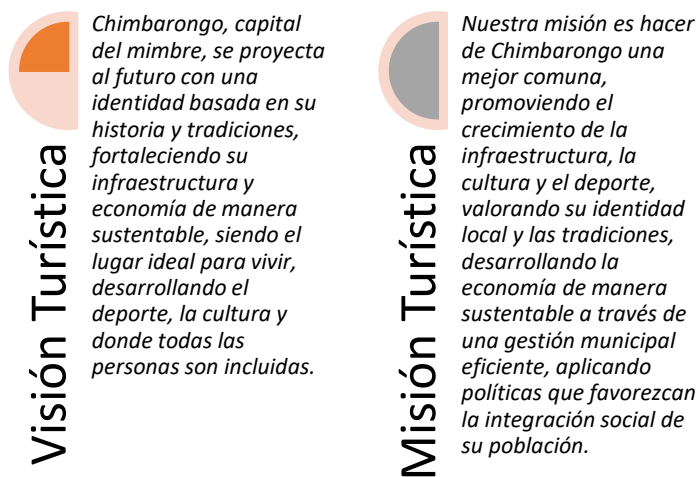 Visión Turística
Chimbarongo, capital
del mimbre, se proyecta
al futuro con una
identidad basada en su
historia y tradiciones,
fortaleciendo su
infraestructura y
economía de manera
sustentable, siendo el
lugar ideal para vivir,
desarrollando el
deporte, la cultura y
donde todas las
personas son incluidas.
Misión Turística
Nuestra misión es hacer
de Chimbarongo una
mejor comuna,
promoviendo el
crecimiento de la
infraestructura, la
cultura y el deporte,
valorando su identidad
local y las tradiciones,
desarrollando la
economía de manera
sustentable a través de
una gestión municipal
eficiente, aplicando
políticas que favorezcan
la integración social de
su población.